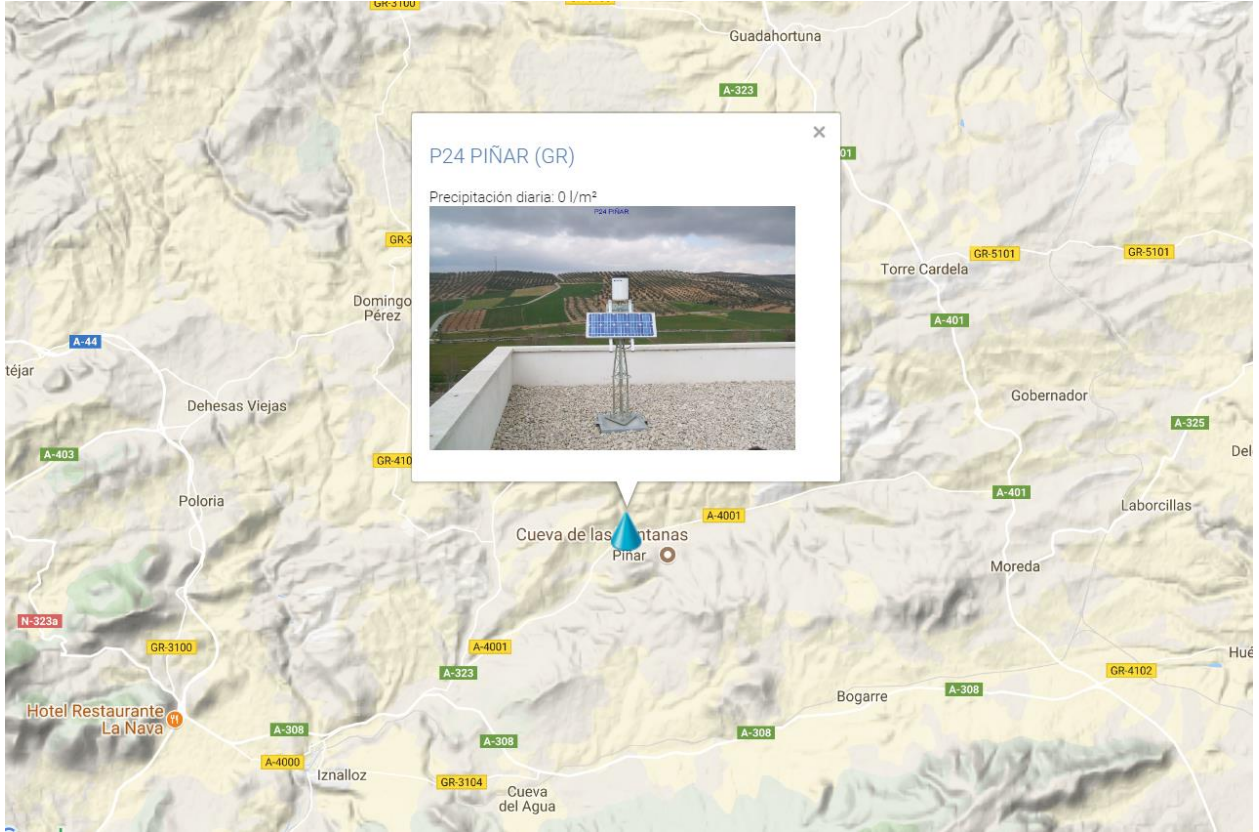 GR-3100
Guadahortuna
A-323
×
P24 PIÑAR (GR)
Precipitación diaria: 0 l/m²
P24 PIÑAR
01
GR-3
GR-5101
GR-5101
Torre Cardela
Domingo
Pérez
A-401
A-44
téjar
Dehesas Viejas
Gobernador
A-325
A-403
GR-410
Del
Poloria
A-401
Laborcillas
A-4001
Cueva de las ntanas
Piñar
Moreda
N-323a
GR-3100
A-4001
Hué
A-323
GR-4102
Bogarre
A-308
Hotel Restaurante
La Nava
A-308
A-308
A-308
A-4000
Iznalloz
GR-3104
Cueva
del Agua